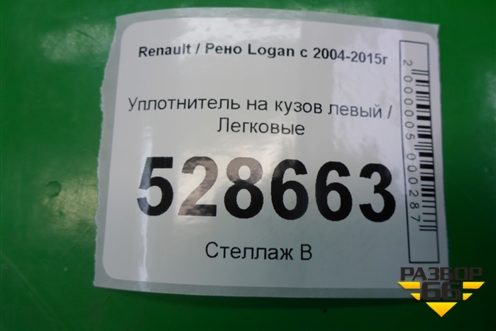 Renault / Рено Logan с 2004-2015г
Уплотнитель на кузов левый /
Легковые
528663
Стеллаж В
2000005000287
РАЗБОР
66